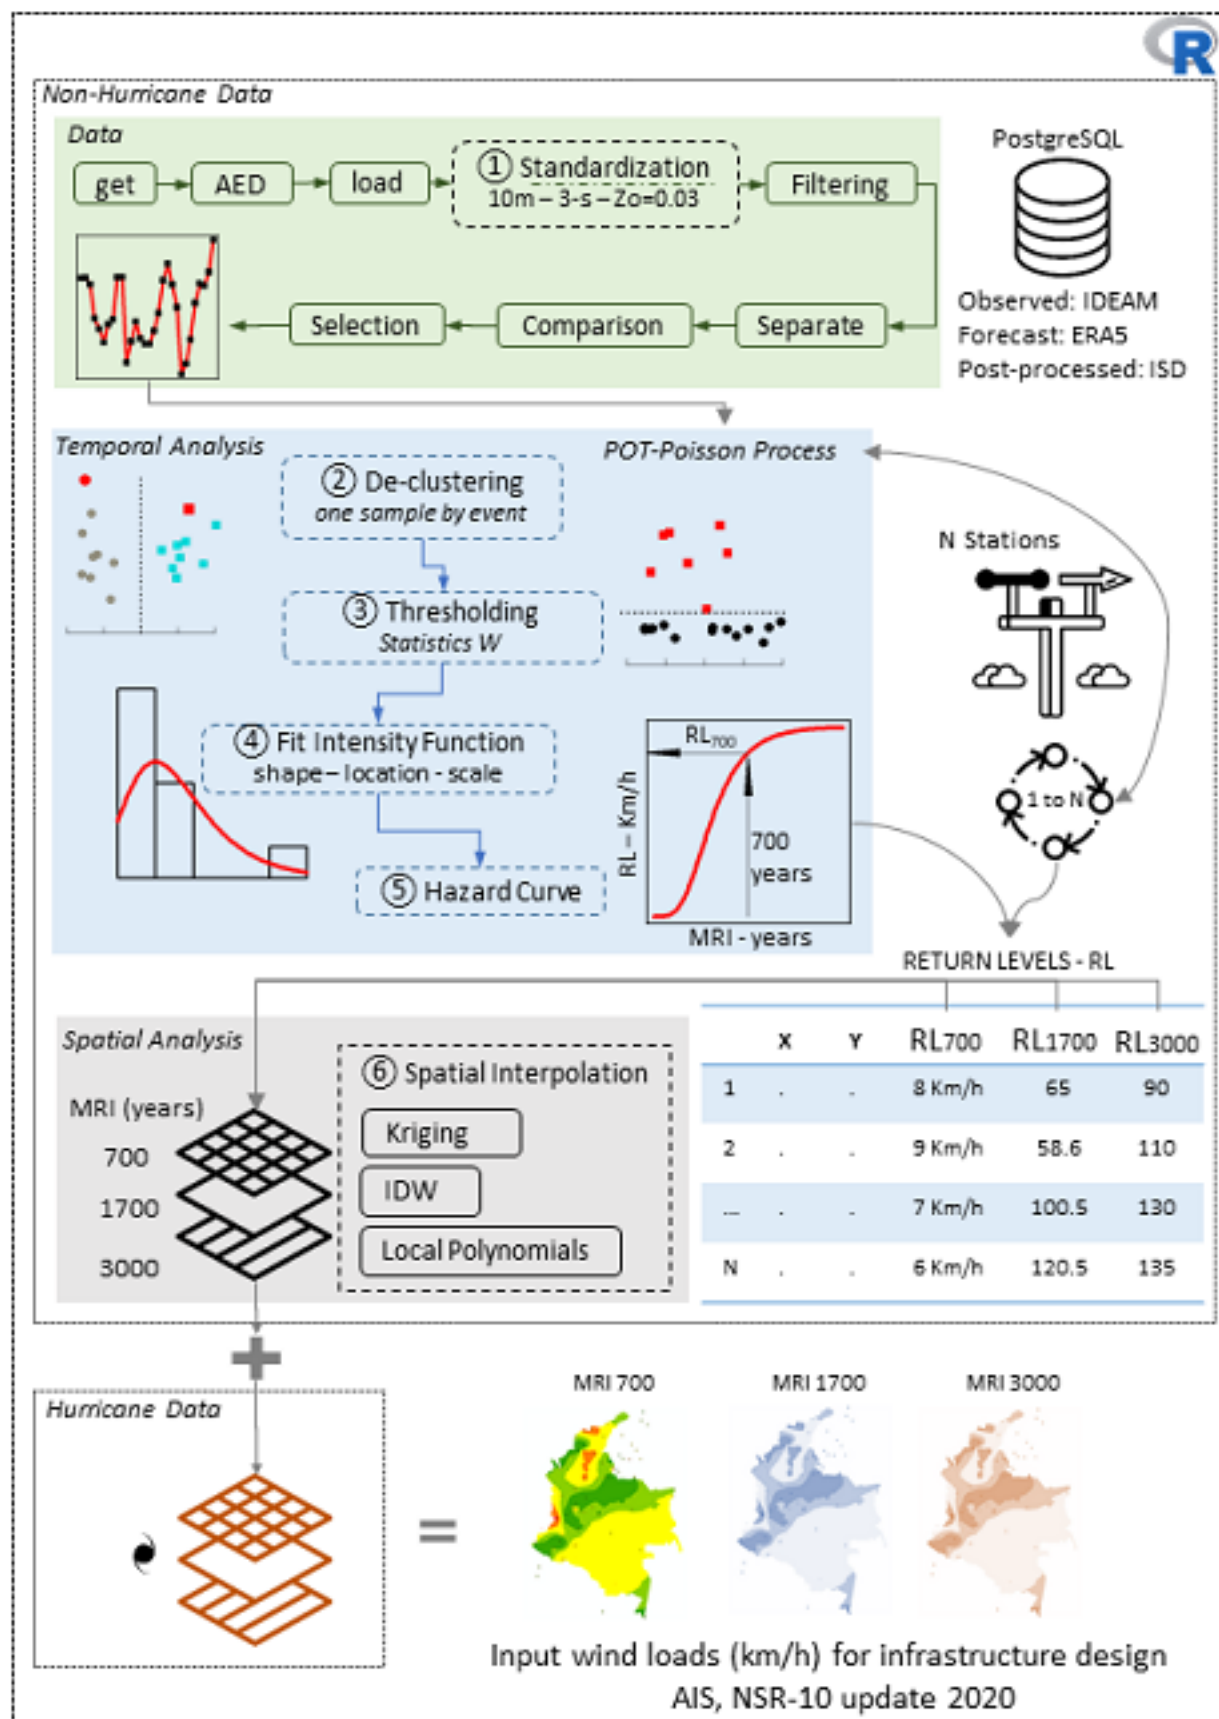 R
Non-Hurricane Data
Data
get
AED
load
① Standardization
10m – 3-s – Zo=0.03
Filtering
Selection
Comparison
Separate
PostgreSQL
Observed: IDEAM
Forecast: ERA5
Post-processed: ISD
Temporal Analysis
POT-Poisson Process
② De-clustering
one sample by event
③ Thresholding
Statistics W
④ Fit Intensity Function
shape – location - scale
⑤ Hazard Curve
RL – Km/h
RL700
700
years
MRI - years
N Stations
1 to N
RETURN LEVELS - RL
Spatial Analysis
MRI (years)
700
1700
3000
⑥ Spatial Interpolation
Kriging
IDW
Local Polynomials
X Y RL700 RL1700 RL3000
1 . . 8 Km/h 65 90
2 . . 9 Km/h 58.6 110
... . . 7 Km/h 100.5 130
N . . 6 Km/h 120.5 135
+
Hurricane Data
=
MRI 700
MRI 1700
MRI 3000
Input wind loads (km/h) for infrastructure design
AIS, NSR-10 update 2020